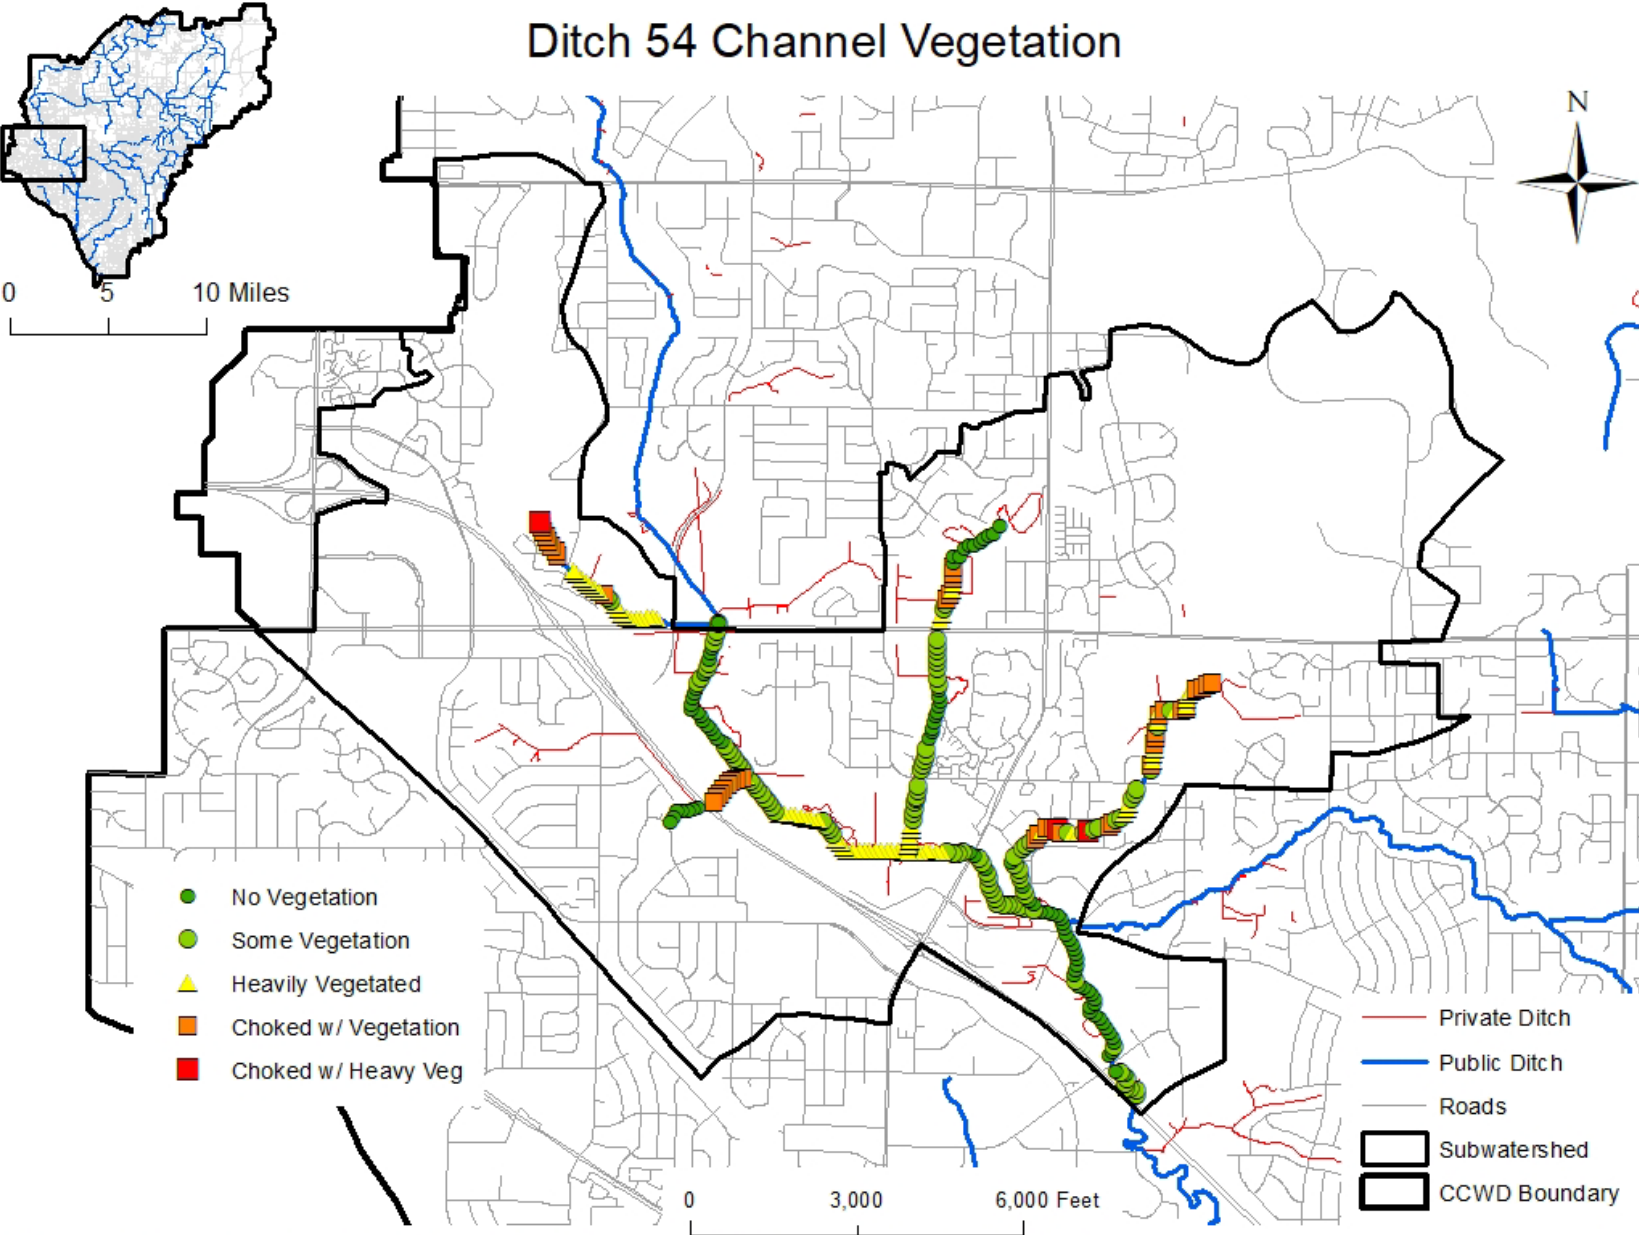 Ditch 54 Channel Vegetation
N
0 5 10 Miles
No Vegetation
Some Vegetation
Heavily Vegetated
Choked w/ Vegetation
Choked w/ Heavy Veg
Private Ditch
Public Ditch
Roads
Subwatershed
CCWD Boundary
0 3,000 6,000 Feet